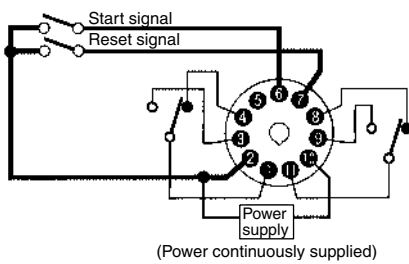 Start signal
Reset signal
6
5 7
4 8
3 9
2 10
1 11
Power
supply
(Power continuously supplied)